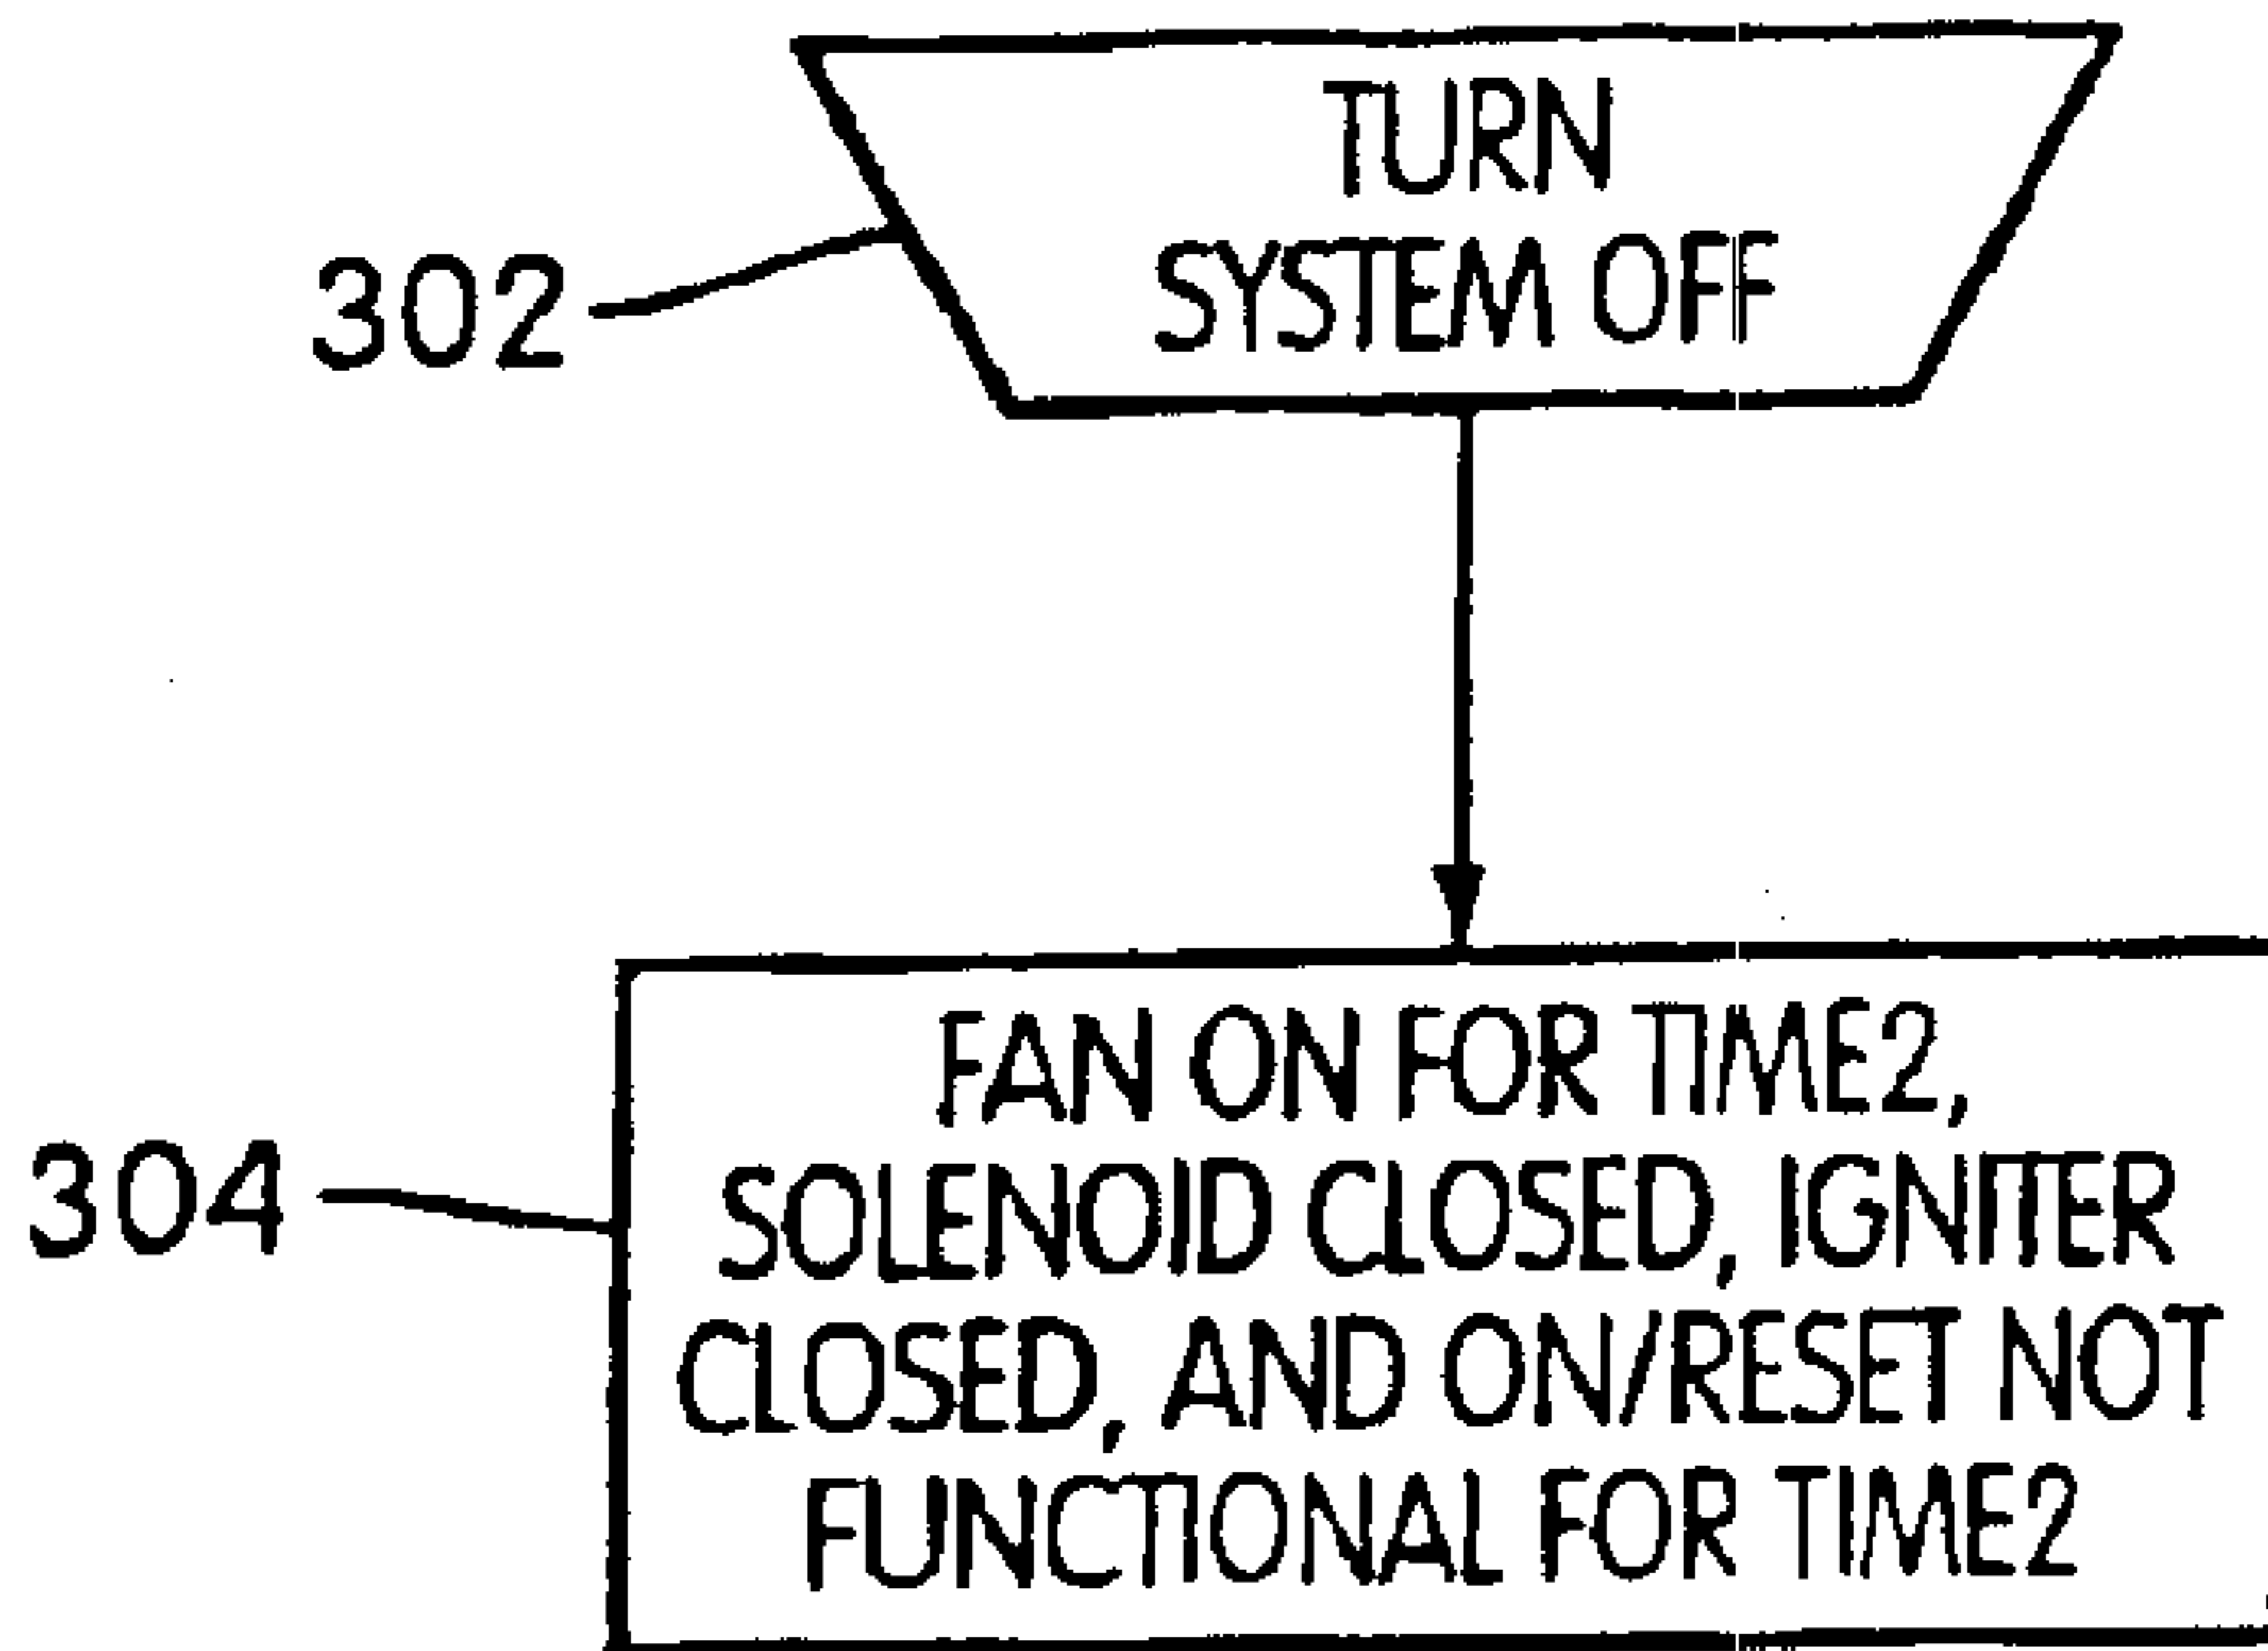 TURN
SYSTEM OFF
302
FAN ON FOR TIME2,
SOLENOID CLOSED, IGNITER
304
CLOSED, AND ON/RESET NOT
FUNCTIONAL FOR TIME2